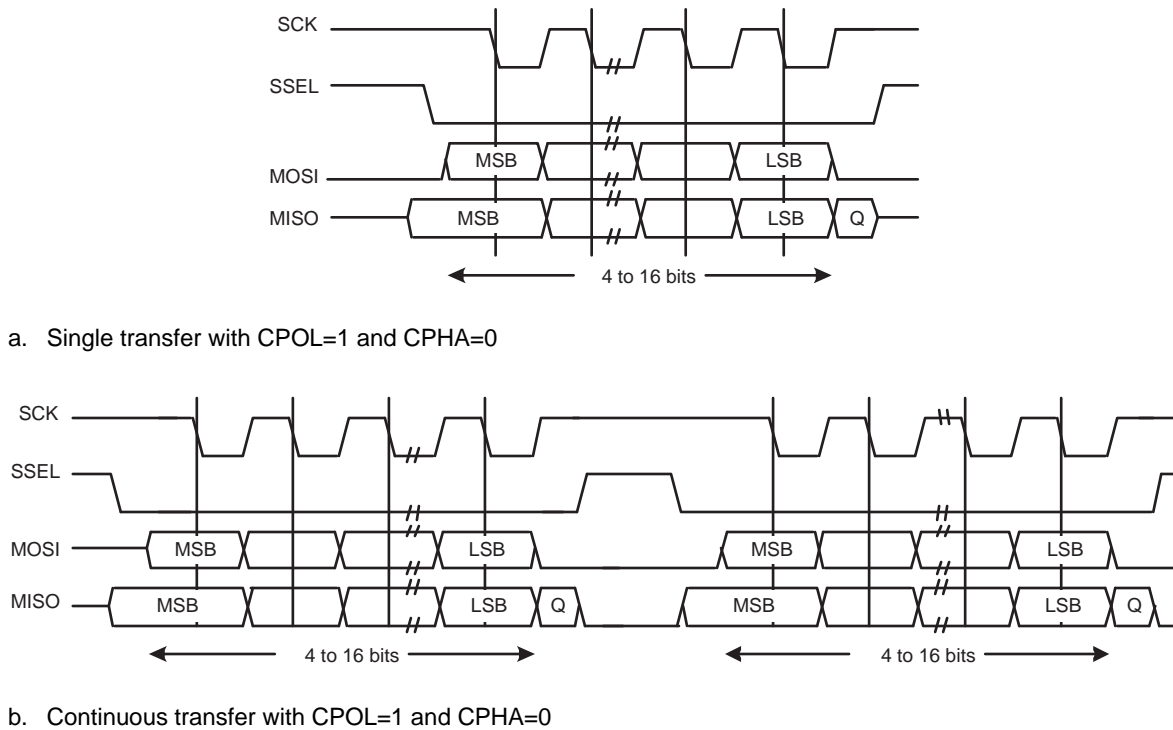 SCK
SSEL
MOSI
MSB
LSB
MISO
MSB
LSB
Q
4 to 16 bits
a. Single transfer with CPOL=1 and CPHA=0
SCK
SSEL
MOSI
MSB
LSB
MSB
LSB
MISO
MSB
LSB
Q
MSB
LSB
Q
4 to 16 bits
4 to 16 bits
b. Continuous transfer with CPOL=1 and CPHA=0